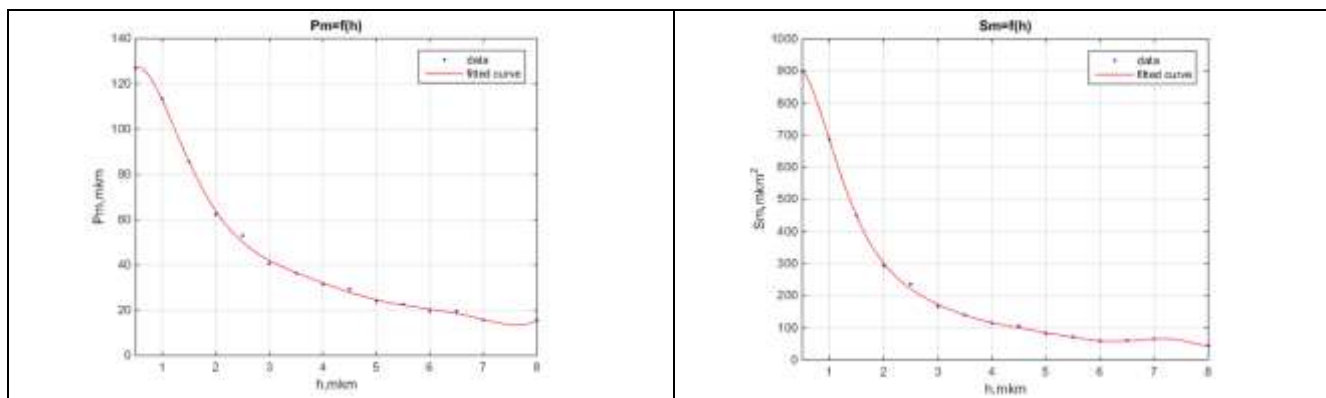 Pm=f(h)
140
120
100
80
60
40
20
0
Pm,mkm
data
fitted curve
1 2 3 4 5 6 7 8
h,mkm
Sm=f(h)
1000
900
800
700
600
500
400
300
200
100
0
Sm,mkm²
data
fitted curve
1 2 3 4 5 6 7 8
h,mkm